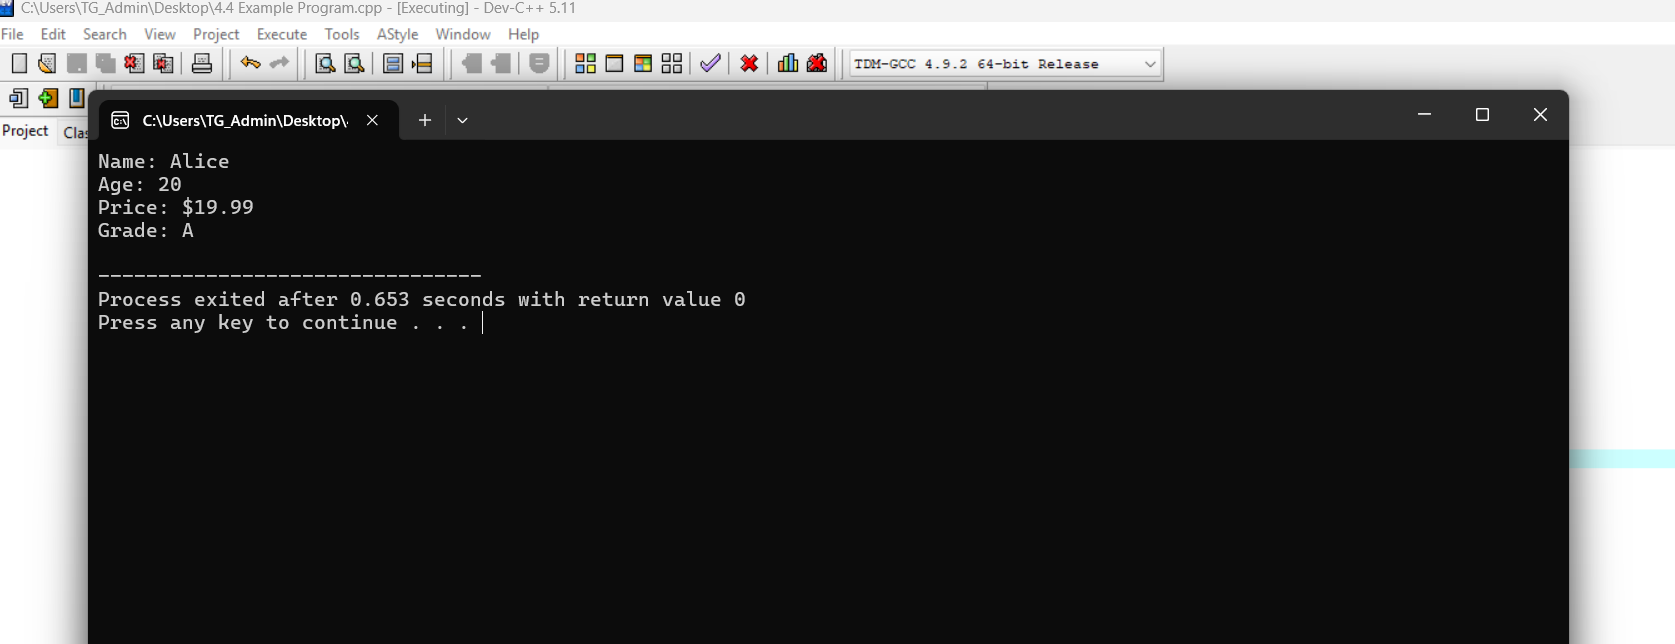 C:\Users\TG_Admin\Desktop\4.4 Example Program.cpp - [Executing] - Dev-C++ 5.11
File Edit Search View Project Execute Tools AStyle Window Help
TDM-GCC 4.9.2 64-bit Release
Project Clas
C:\Users\TG_Admin\Desktop\
Name: Alice
Age: 20
Price: $19.99
Grade: A
--------------------------------
Process exited after 0.653 seconds with return value 0
Press any key to continue . . .